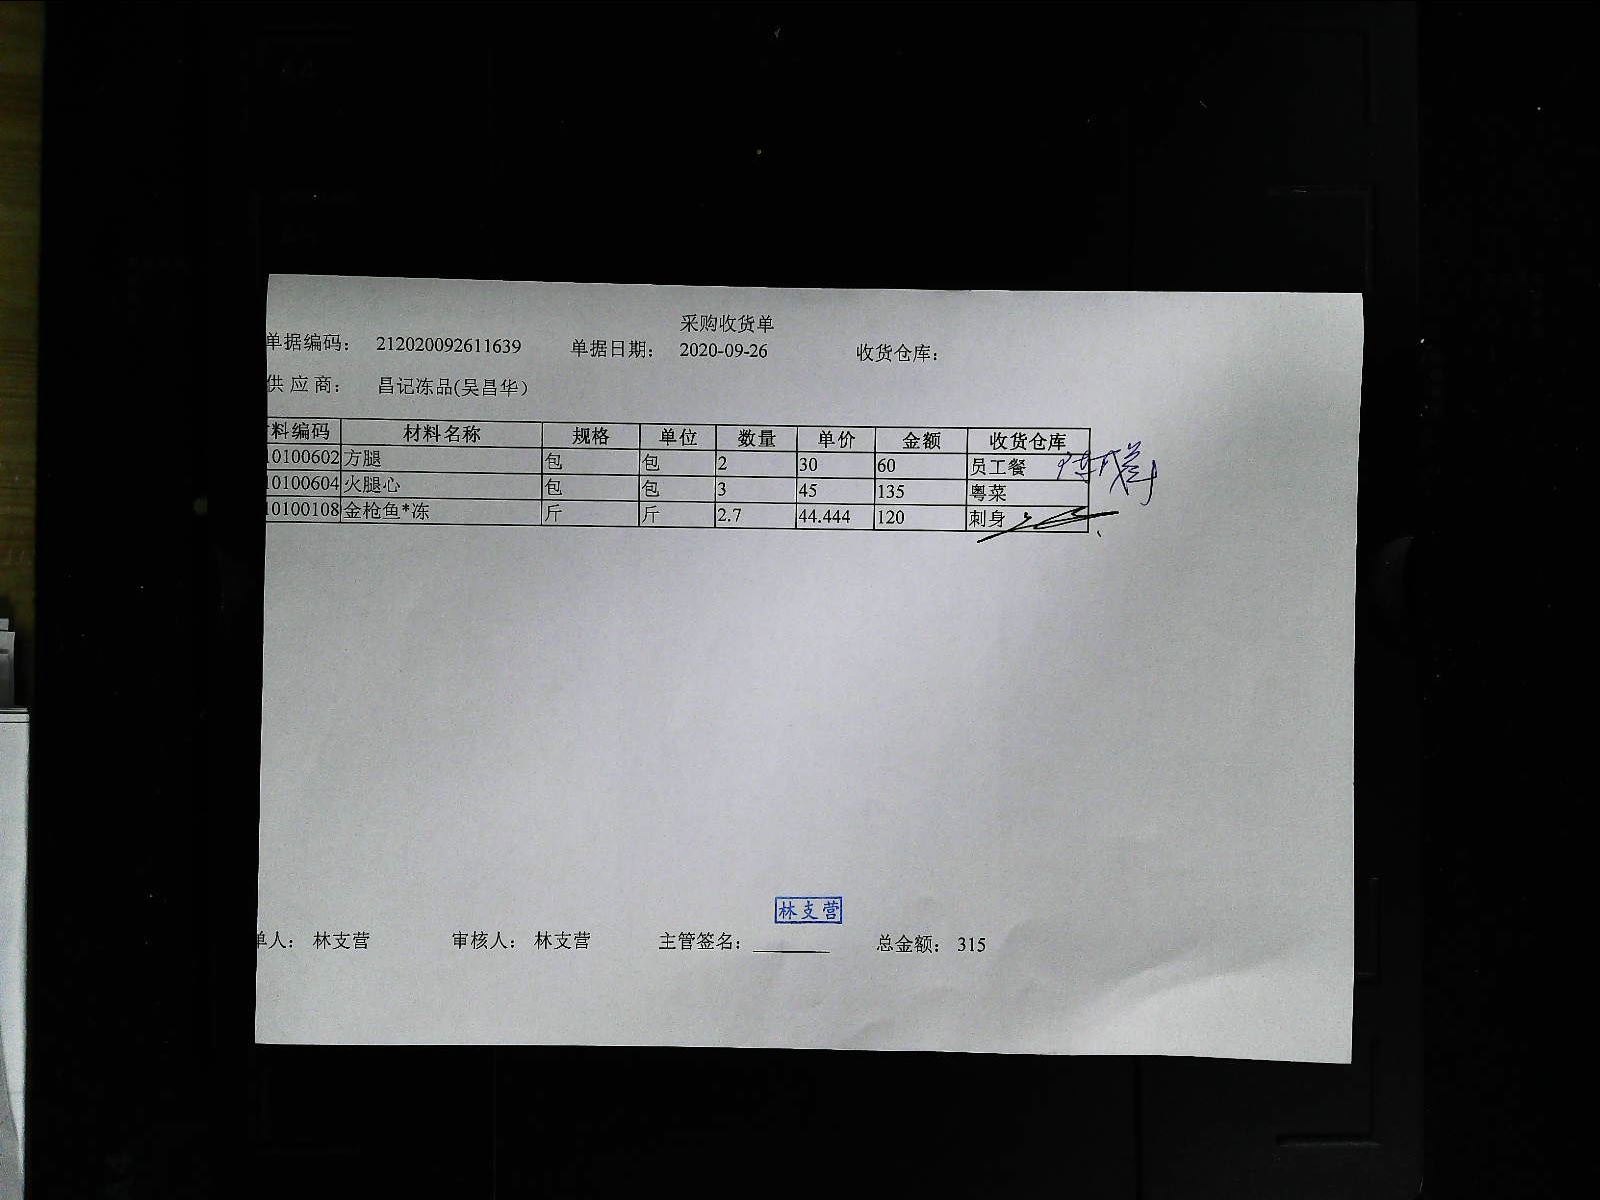 采购收货单
单据编码： 212020092611639 单据日期： 2020-09-26 收货仓库：
供应商： 昌记冻品(吴昌华）
料编码 材料名称 规格 单位 数量 单价 金额 收货仓库
10100602 方腿 包 包 2 30 60 员工餐
10100604 火腿心 包 包 3 45 135 粤菜
10100108 金枪鱼*冻 斤 斤 2.7 44.444 120 刺身
林支营
单人： 林支营 审核人： 林支营 主管签名： 总金额： 315